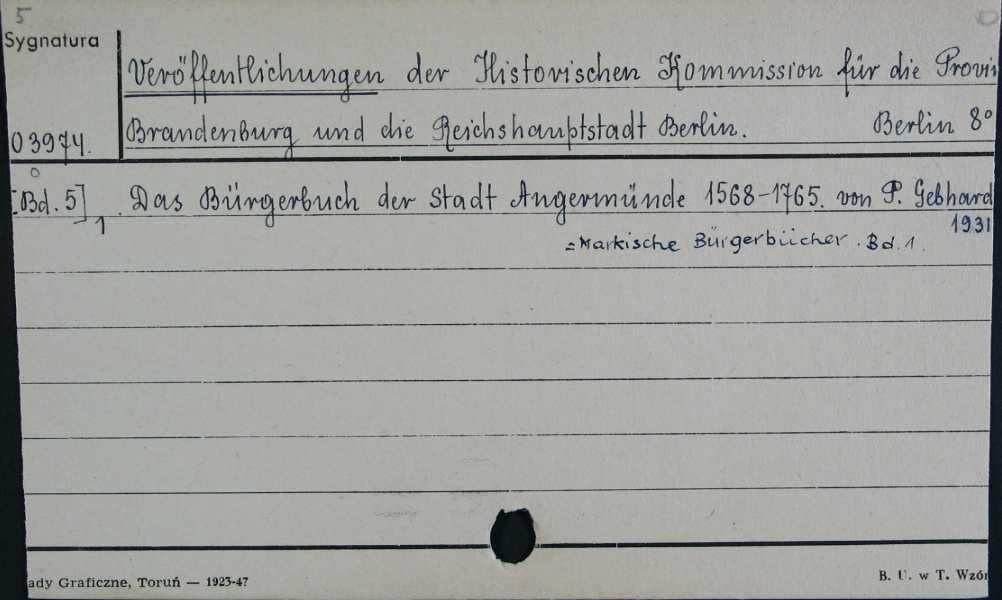 5
Sygnatura
Veröffentlichungen der Historischen Kommission für die Provin
03974. Brandenburg und die Reichshauptstadt Berlin. Berlin 8°
[Bd. 5]1. Das Bürgerbuch der Stadt Angermünde 1568-1765. von P. Gebhard
1931
=Markische Bürgerbücher. Bd. 1.
ady Graficzne, Toruń — 1923-47 B. U. w T. Wzór